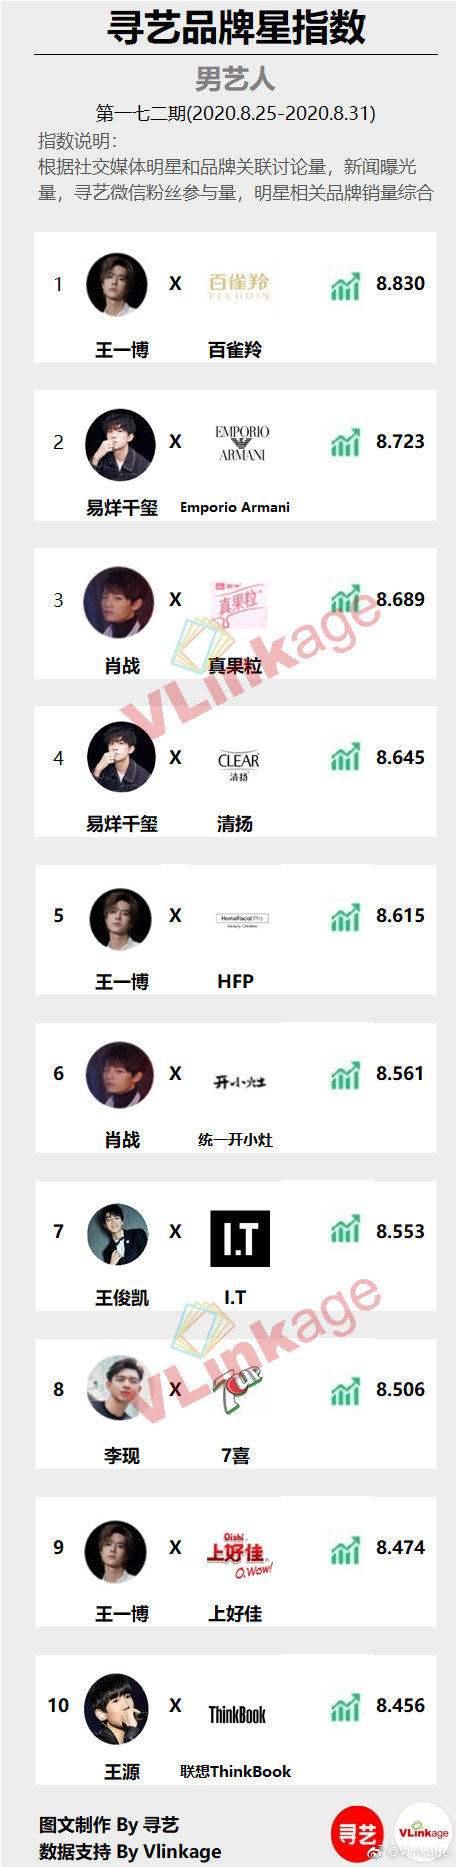 寻艺品牌星指数
男艺人
第一七二期(2020.8.25-2020.8.31)
指数说明：
根据社交媒体明星和品牌关联讨论量，新闻曝光
量，寻艺微信粉丝参与量，明星相关品牌销量综合
1 X 百雀羚 PECHOIN 8.830
王一博 百雀羚
2 X EMPORIO ARMANI 8.723
易烊千玺 Emporio Armani
3 X 真果粒 8.689
肖战 真果粒
VLinkage
4 X CLEAR 清扬 8.645
易烊千玺 清扬
5 X HomeFacial Pro Beauty Creates 8.615
王一博 HFP
6 X 开小灶 8.561
肖战 统一开小灶
7 X I.T 8.553
王俊凯 I.T
VLinkage
8 X 7UP 8.506
李现 7喜
9 X Oishi 上好佳 O,Wow! 8.474
王一博 上好佳
10 X ThinkBook 8.456
王源 联想ThinkBook
图文制作 By 寻艺
数据支持 By Vlinkage
寻艺 VLinkage
@Vlinkage